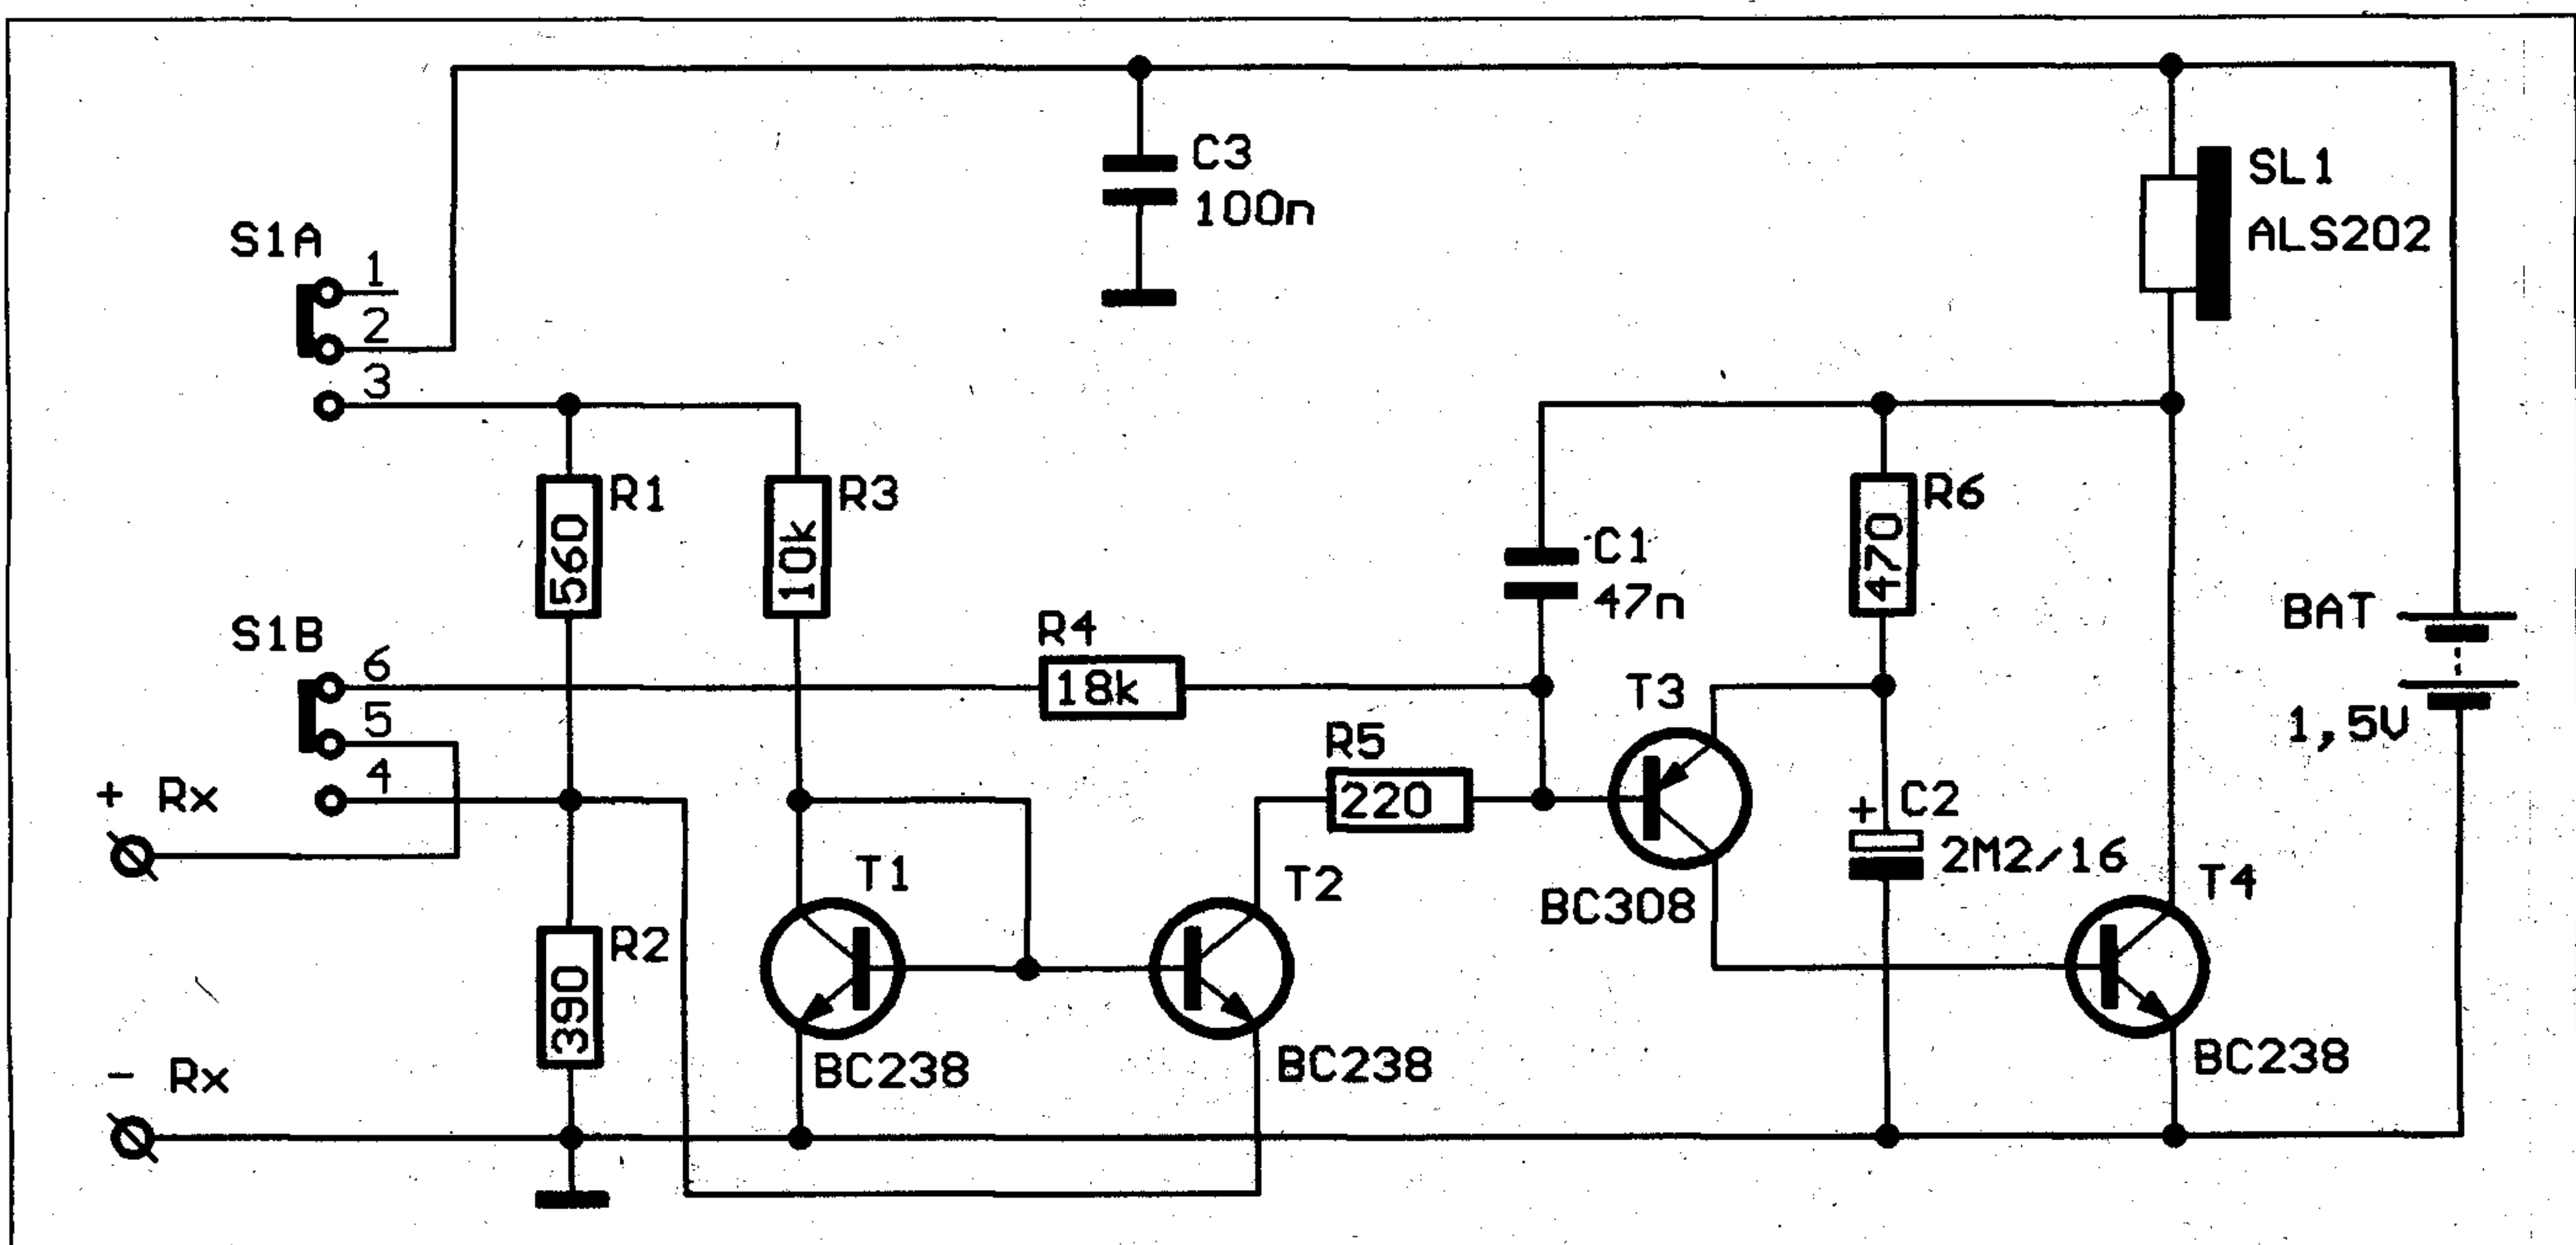 C3
100n
SL1
ALS202
S1A
1
2
3
R1
560
R3
10k
R6
470
C1
47n
S1B
6
5
4
R4
18k
T3
BAT
1,5V
R5
220
+ Rx
+ C2
2M2/16
T1
T2
BC308
T4
R2
390
- Rx
BC238
BC238
BC238